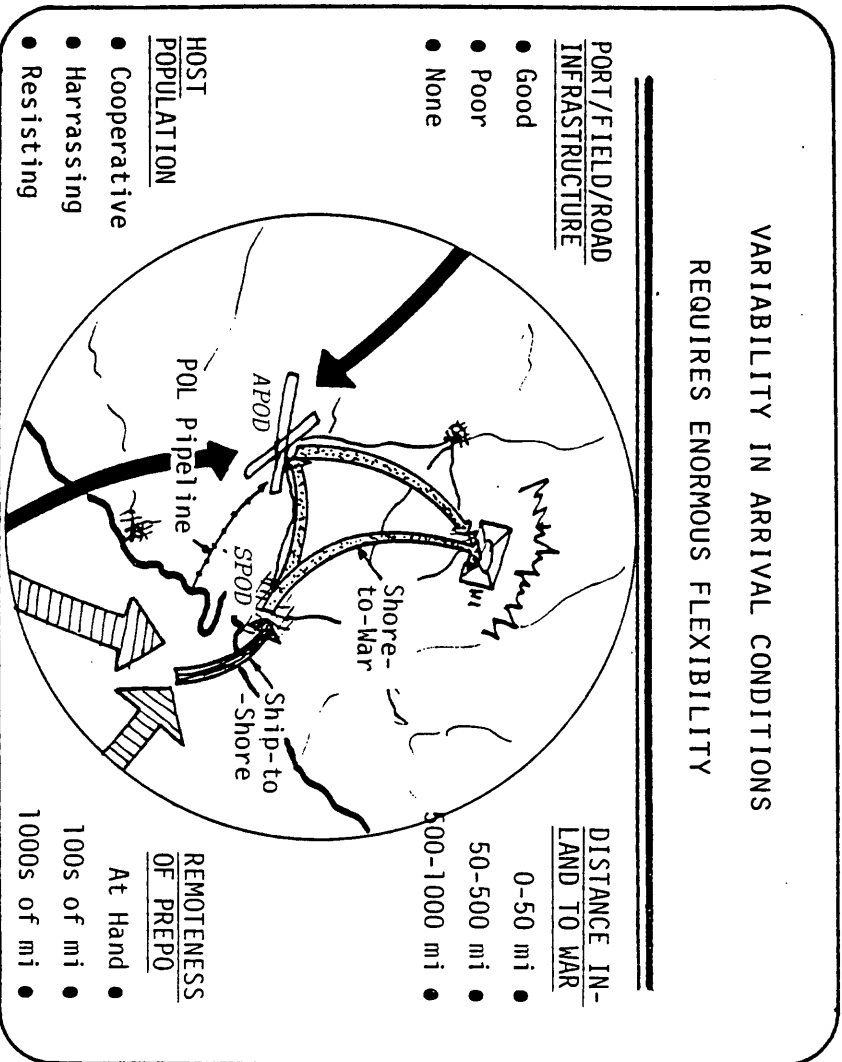 VARIABILITY IN ARRIVAL CONDITIONS
REQUIRES ENORMOUS FLEXIBILITY
PORT/FIELD/ROAD
INFRASTRUCTURE
● Good
● Poor
● None
DISTANCE IN-
LAND TO WAR
0-50 mi ●
50-500 mi ●
500-1000 mi ●
Shore-
to-War
APOD
SPOD
POL Pipeline
Ship-to
-Shore
HOST
POPULATION
● Cooperative
● Harrassing
● Resisting
REMOTENESS
OF PREPO
At Hand ●
100s of mi ●
1000s of mi ●